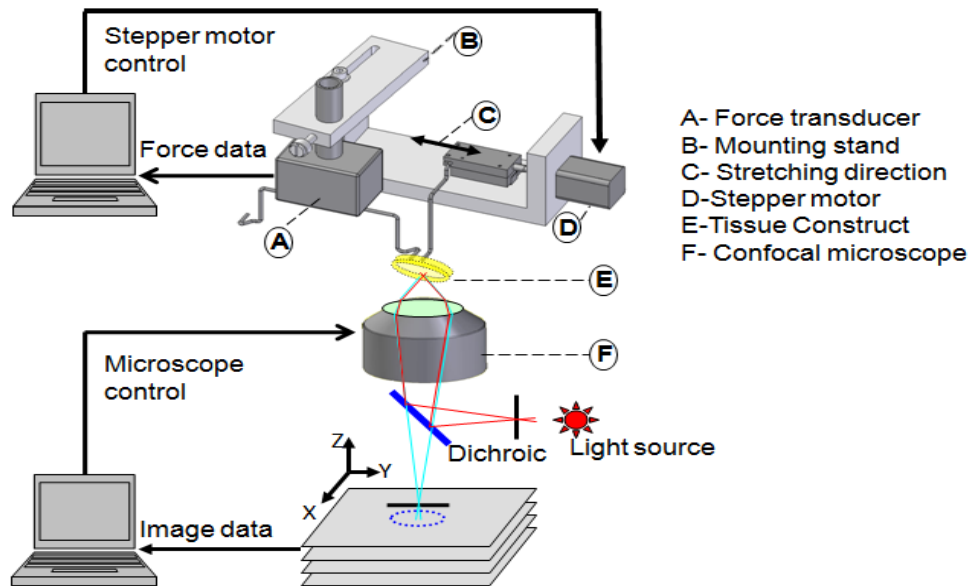 Stepper motor
control
B
C
Force data
A
D
A- Force transducer
B- Mounting stand
C- Stretching direction
D-Stepper motor
E-Tissue Construct
F- Confocal microscope
E
F
Microscope
control
Dichroic
Light source
Z
Y
X
Image data